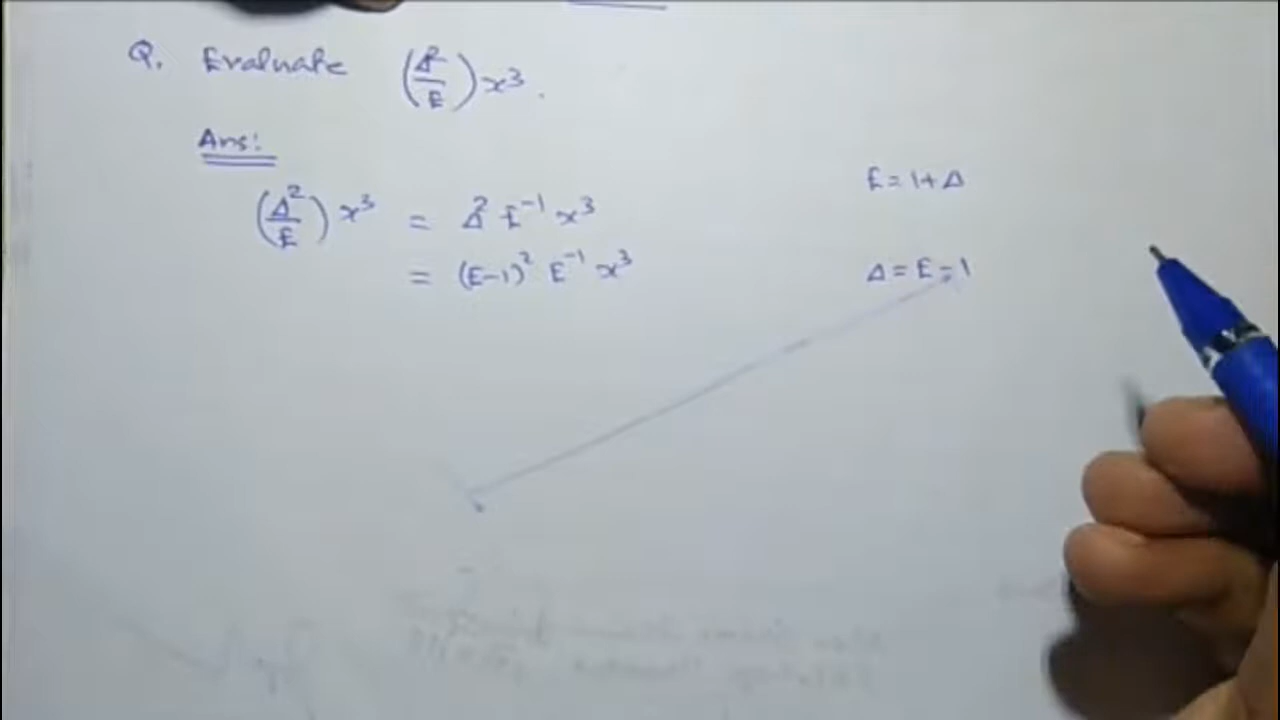 Q. Evaluate (Δ²/E) x³.
Ans:
(Δ²/E) x³ = Δ² E⁻¹ x³
= (E-1)² E⁻¹ x³
E = 1+Δ
Δ = E-1